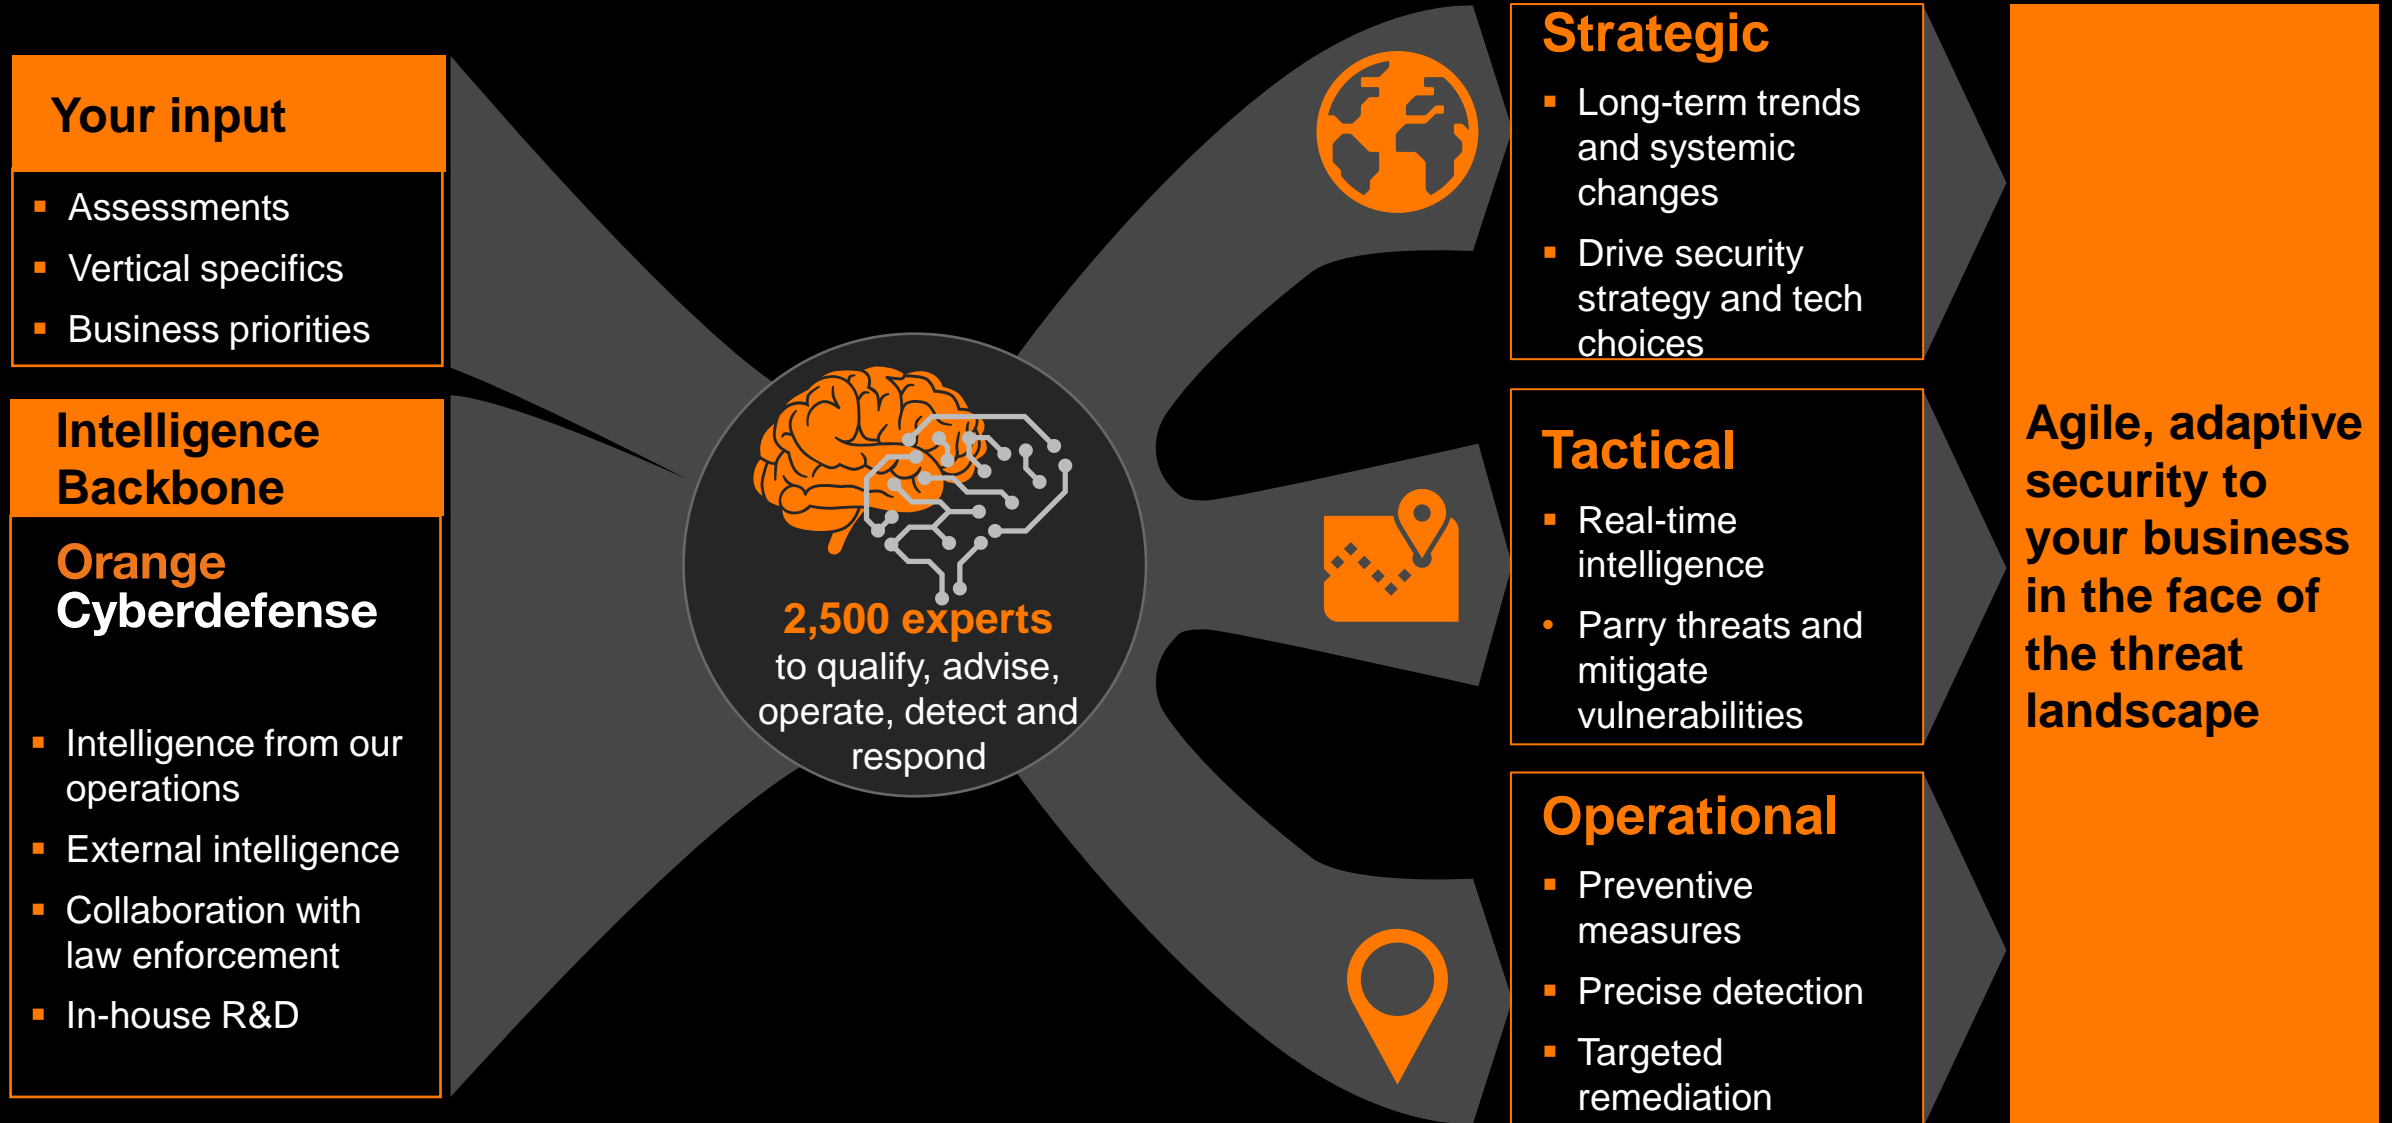 Your input
Assessments
Vertical specifics
Business priorities
Intelligence
Backbone
Orange
Cyberdefense
Intelligence from our
operations
External intelligence
Collaboration with
law enforcement
In-house R&D
2,500 experts
to qualify, advise,
operate, detect and
respond
Strategic
Long-term trends
and systemic
changes
Drive security
strategy and tech
choices
Tactical
Real-time
intelligence
Parry threats and
mitigate
vulnerabilities
Operational
Preventive
measures
Precise detection
Targeted
remediation
Agile, adaptive
security to
your business
in the face of
the threat
landscape